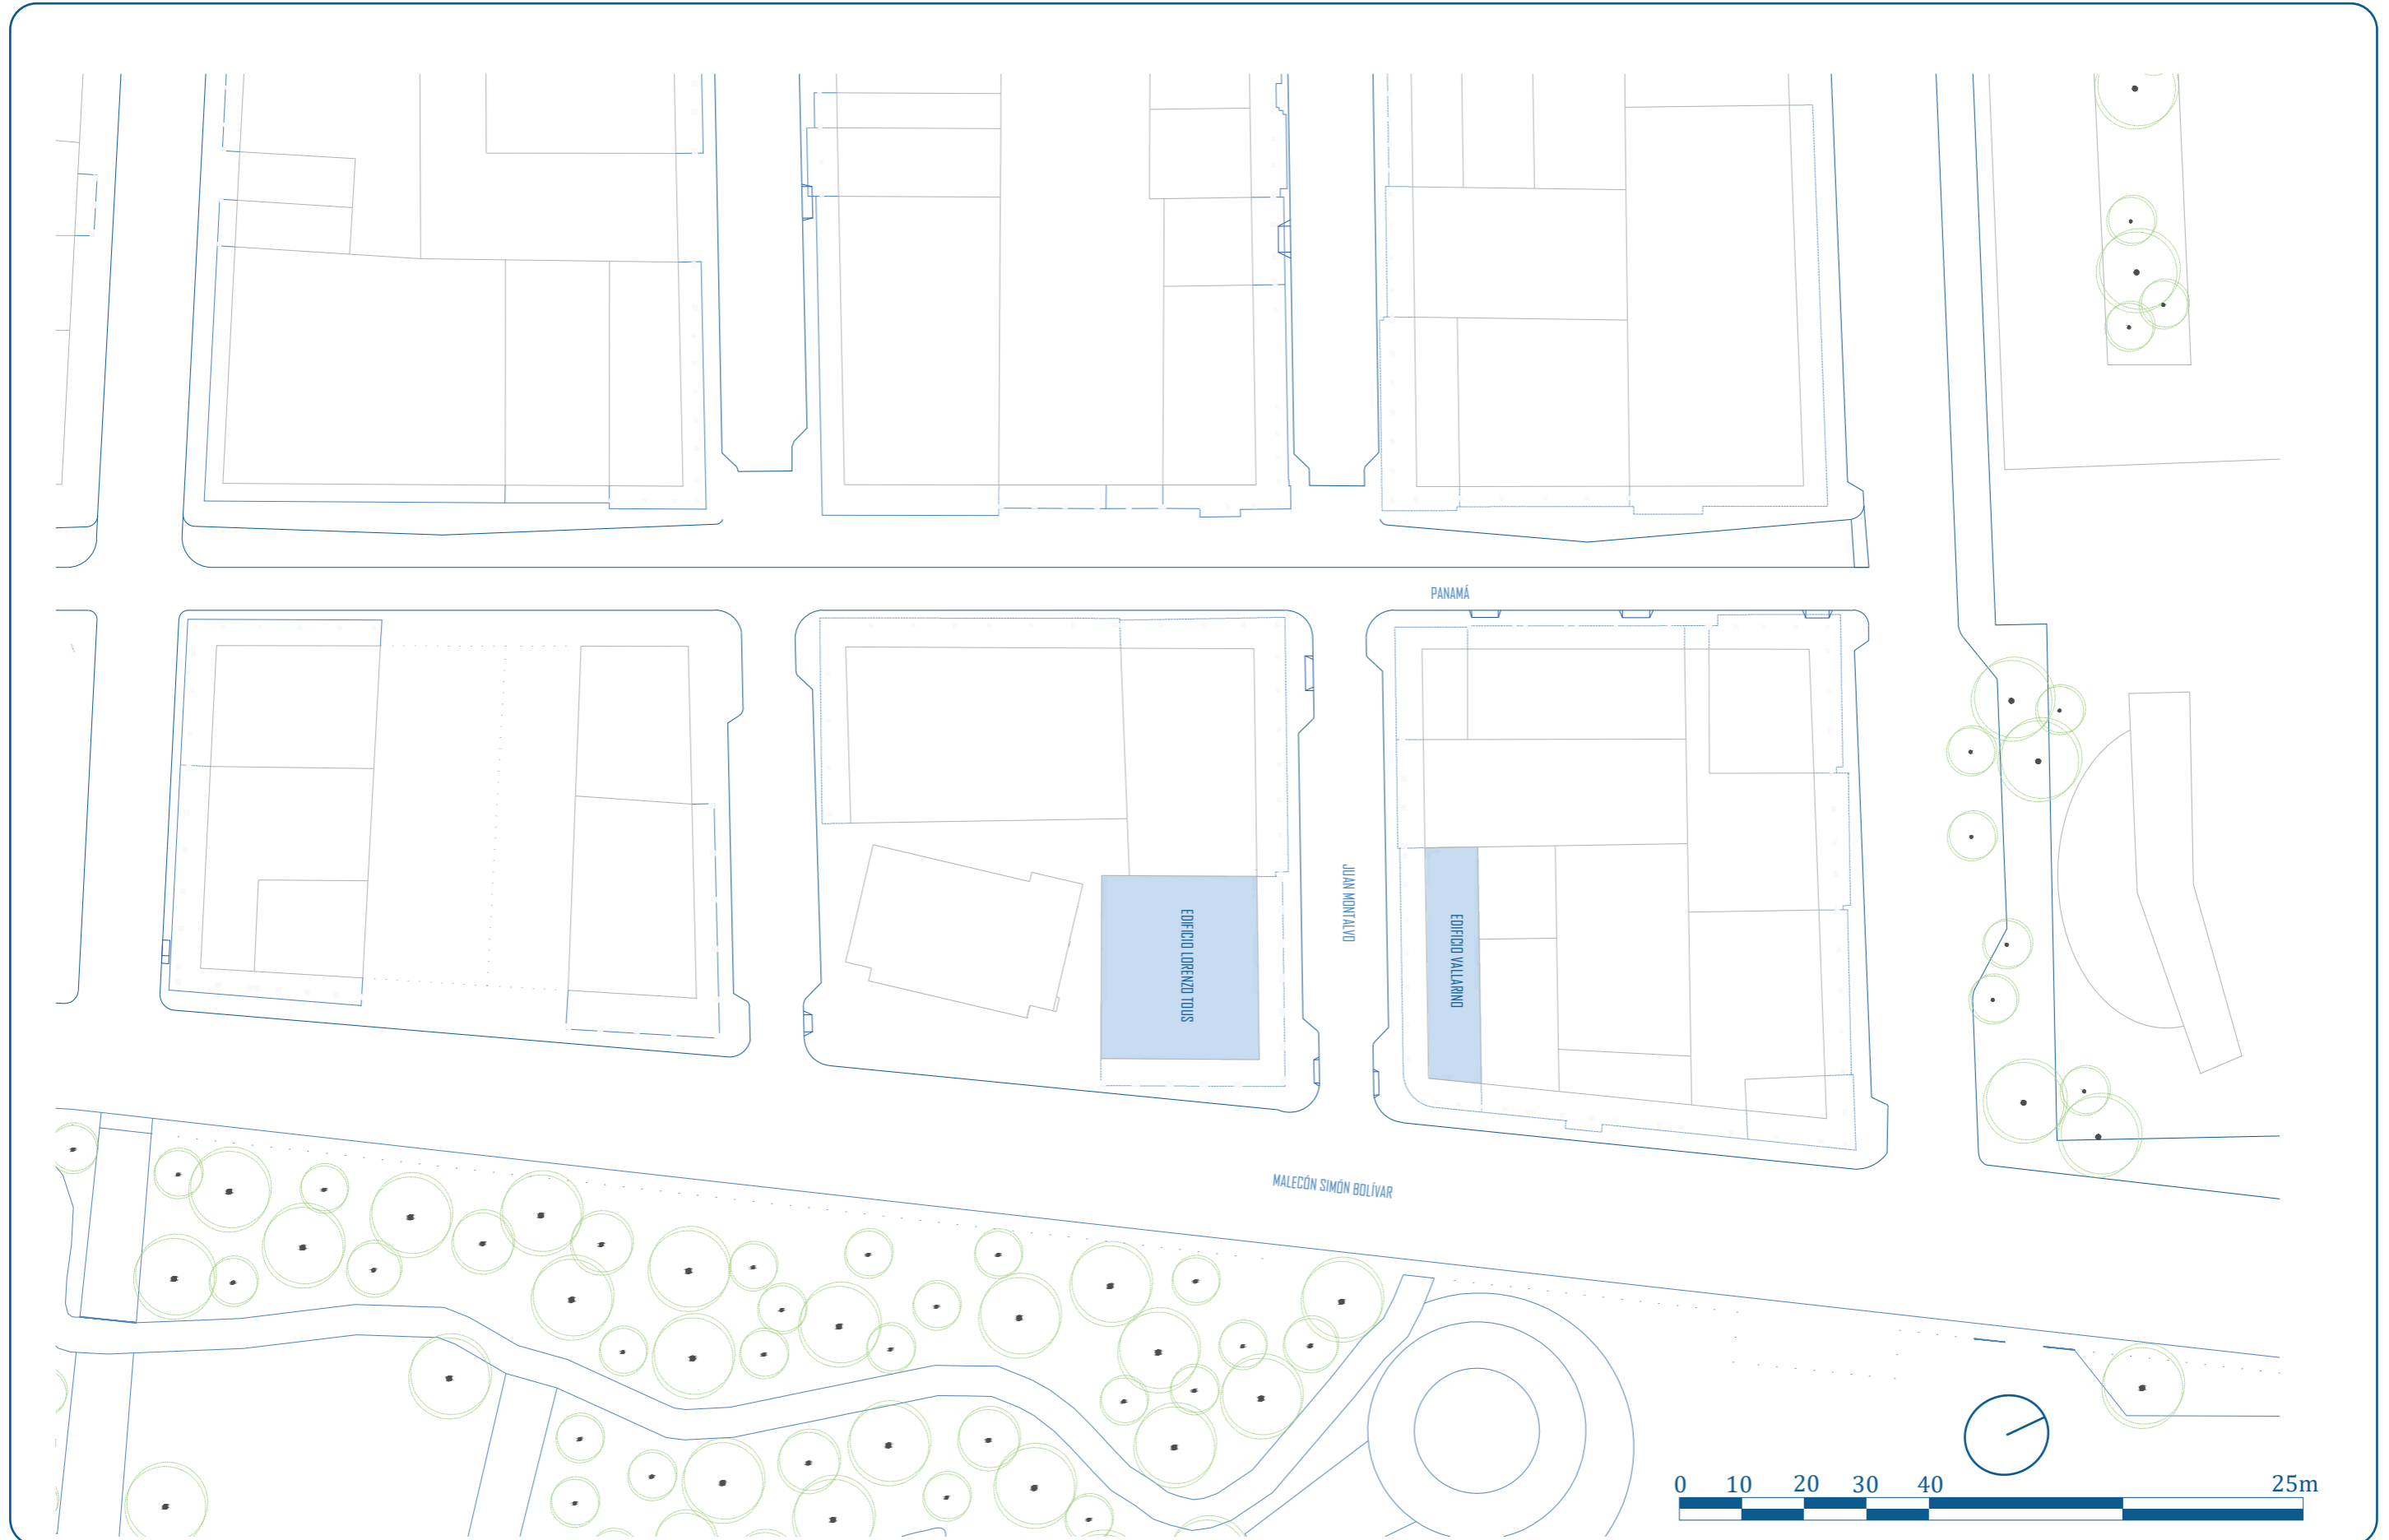 PANAMÁ
JUAN MONTALVO
EDIFICIO LORENZO TOUS
EDIFICIO VALLARINO
MALECÓN SIMÓN BOLÍVAR
0 10 20 30 40 25m